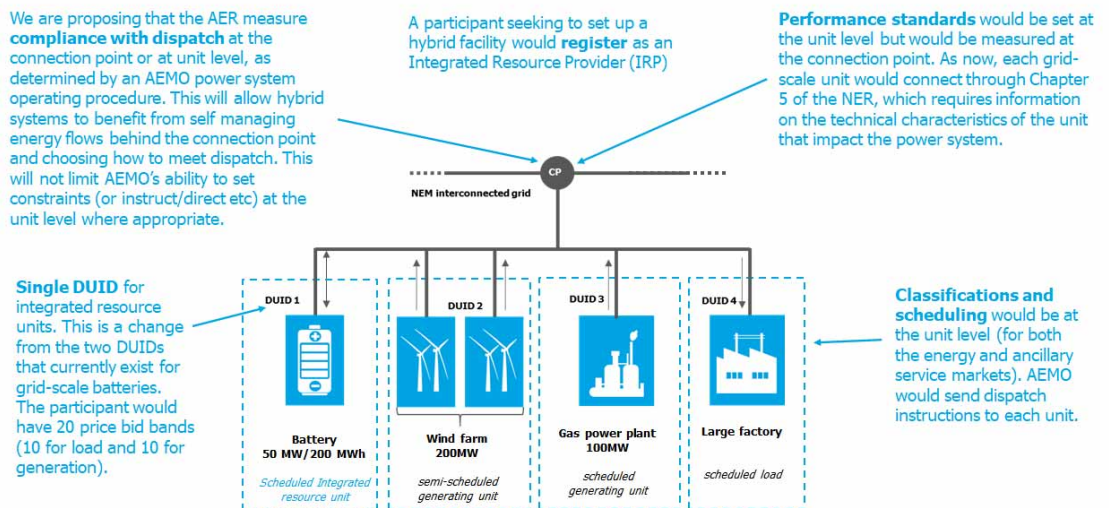 We are proposing that the AER measure
compliance with dispatch at the
connection point or at unit level, as
determined by an AEMO power system
operating procedure. This will allow hybrid
systems to benefit from self managing
energy flows behind the connection point
and choosing how to meet dispatch. This
will not limit AEMO's ability to set
constraints (or instruct/direct etc) at the
unit level where appropriate.
A participant seeking to set up a
hybrid facility would register as an
Integrated Resource Provider (IRP)
Performance standards would be set at
the unit level but would be measured at
the connection point. As now, each grid-
scale unit would connect through Chapter
5 of the NER, which requires information
on the technical characteristics of the unit
that impact the power system.
CP
NEM interconnected grid
Single DUID for
integrated resource
units. This is a change
from the two DUIDs
that currently exist for
grid-scale batteries.
The participant would
have 20 price bid bands
(10 for load and 10 for
generation).
DUID 1
Battery
50 MW/200 MWh
Scheduled Integrated
resource unit
DUID 2
Wind farm
200MW
semi-scheduled
generating unit
DUID 3
Gas power plant
100MW
scheduled
generating unit
DUID 4
Large factory
scheduled load
Classifications and
scheduling would be at
the unit level (for both
the energy and ancillary
service markets). AEMO
would send dispatch
instructions to each unit.